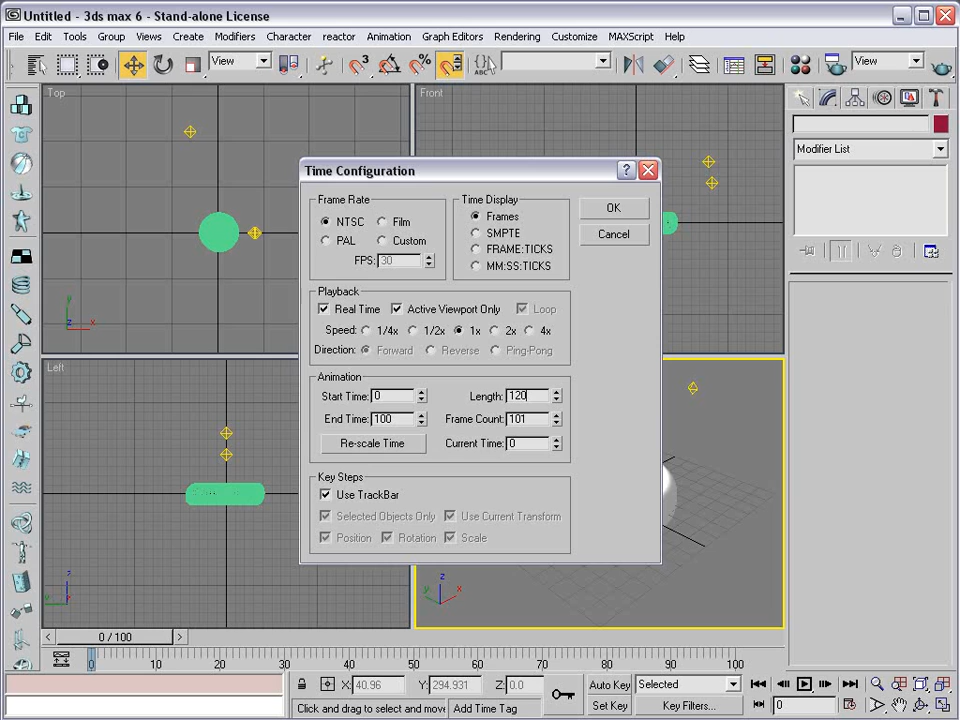 Untitled - 3ds max 6 - Stand-alone License
File Edit Tools Group Views Create Modifiers Character reactor Animation Graph Editors Rendering Customize MAXScript Help
View 3 % ABC View
Top
Front
Modifier List
Time Configuration
Frame Rate
NTSC Film
PAL Custom
FPS: 30
Time Display
Frames
SMPTE
FRAME:TICKS
MM:SS:TICKS
OK
Cancel
Playback
Real Time Active Viewport Only Loop
Speed: 1/4x 1/2x 1x 2x 4x
Direction: Forward Reverse Ping-Pong
Animation
Start Time: 0 Length: 120
End Time: 100 Frame Count: 101
Re-scale Time Current Time: 0
Key Steps
Use TrackBar
Selected Objects Only Use Current Transform
Position Rotation Scale
y
z x
Left
z
y x
z
y x
< 0 / 100 >
0 10 20 30 40 50 60 70 80 90 100
X: 40.96 Y: 294.931 Z: 0.0 Auto Key Selected
Click and drag to select and move Add Time Tag Set Key Key Filters... 0